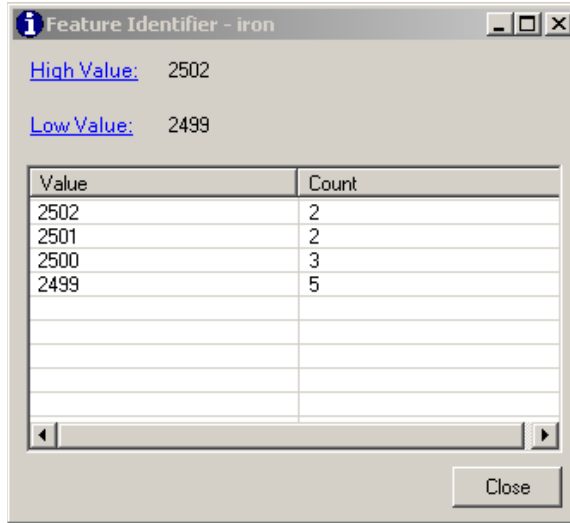 Feature Identifier - iron
High Value: 2502
Low Value: 2499
Value Count
2502 2
2501 2
2500 3
2499 5
Close